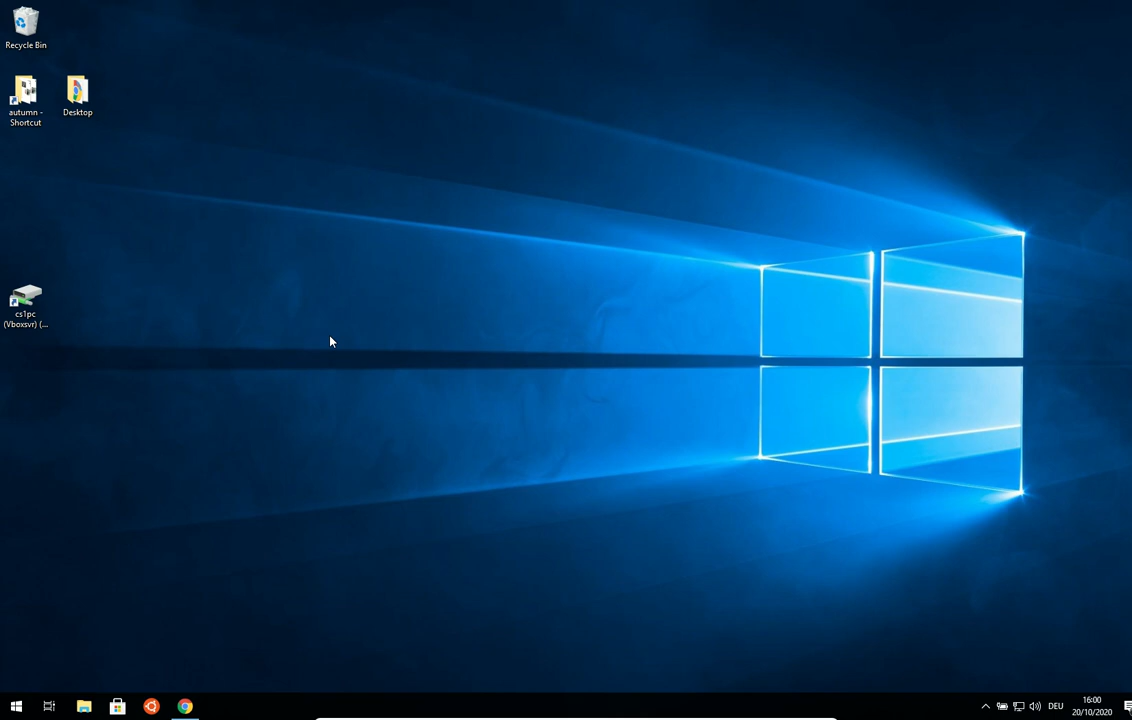 Recycle Bin
autumn -
Shortcut
Desktop
cs1pc
(Vboxsvr) (...
DEU
16:00
20/10/2020